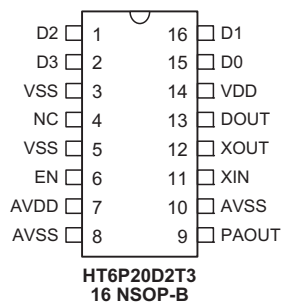 D2 1 16 D1
D3 2 15 D0
VSS 3 14 VDD
NC 4 13 DOUT
VSS 5 12 XOUT
EN 6 11 XIN
AVDD 7 10 AVSS
AVSS 8 9 PAOUT
HT6P20D2T3
16 NSOP-B